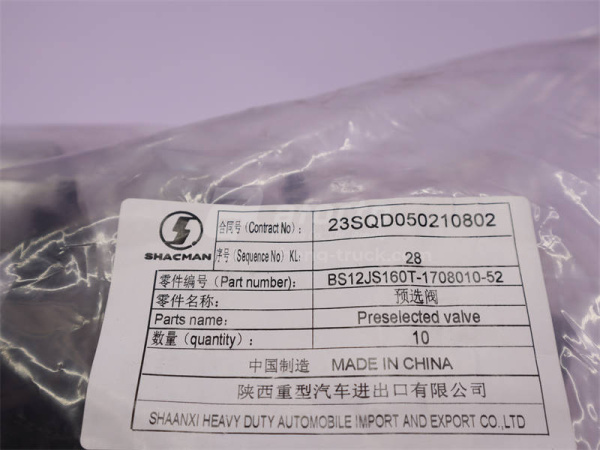 SHACMAN
合同号 (Contract No): 23SQD050210802
序号 (Sequence No) KL: 28
零件编号 (Part number): BS12JS160T-1708010-52
零件名称: 预选阀
Parts name: Preselected valve
数量 (quantity): 10
中国制造 MADE IN CHINA
陕西重型汽车进出口有限公司
SHAANXI HEAVY DUTY AUTOMOBILE IMPORT AND EXPORT CO.,LTD